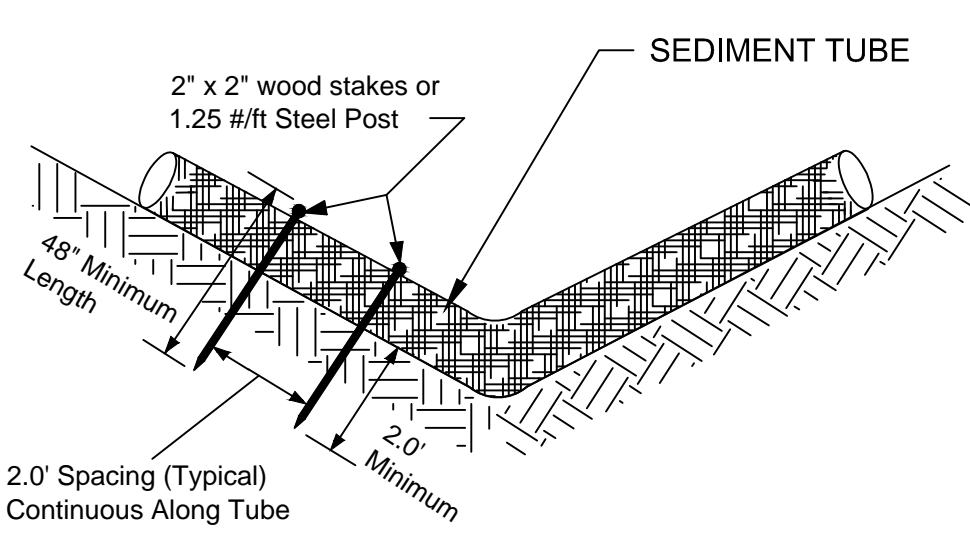 SEDIMENT TUBE
2" x 2" wood stakes or
1.25 #/ft Steel Post
48" Minimum
Length
2.0'
Minimum
2.0' Spacing (Typical)
Continuous Along Tube